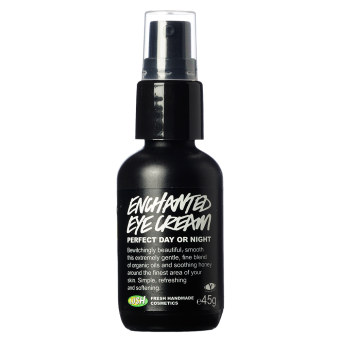 ENCHANTED
EYE CREAM
PERFECT DAY OR NIGHT
Bewitchingly beautiful, smooth
this extremely gentle, fine blend
of organic oils and soothing honey
around the finest area of your
skin. Simple, refreshing
and softening.
LUSH
FRESH HANDMADE
COSMETICS
℮45g